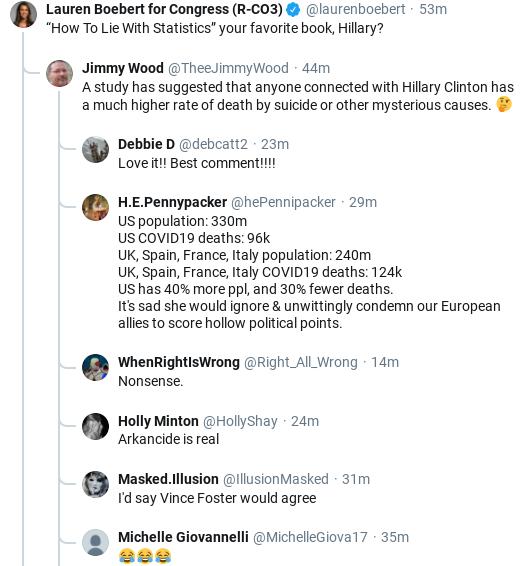 Lauren Boebert for Congress (R-CO3) @laurenboebert · 53m
“How To Lie With Statistics” your favorite book, Hillary?
Jimmy Wood @TheeJimmyWood · 44m
A study has suggested that anyone connected with Hillary Clinton has
a much higher rate of death by suicide or other mysterious causes. 🤔
Debbie D @debcatt2 · 23m
Love it!! Best comment!!!!
H.E.Pennypacker @hePennipacker · 29m
US population: 330m
US COVID19 deaths: 96k
UK, Spain, France, Italy population: 240m
UK, Spain, France, Italy COVID19 deaths: 124k
US has 40% more ppl, and 30% fewer deaths.
It's sad she would ignore & unwittingly condemn our European
allies to score hollow political points.
WhenRightIsWrong @Right_All_Wrong · 14m
Nonsense.
Holly Minton @HollyShay · 24m
Arkancide is real
Masked.Illusion @IllusionMasked · 31m
I'd say Vince Foster would agree
Michelle Giovannelli @MichelleGiova17 · 35m
😂😂😂